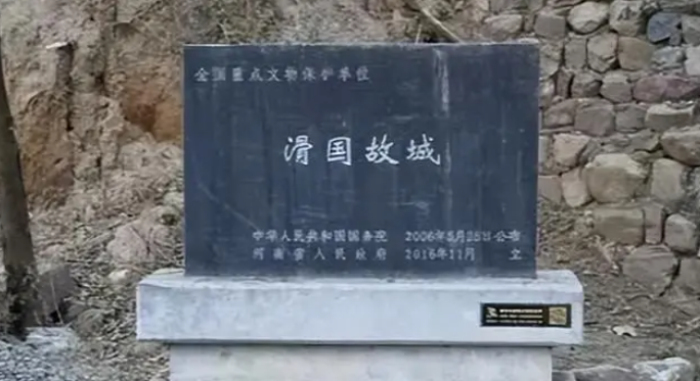 全国重点文物保护单位
滑国故城
中华人民共和国国务院 2006年5月25日公布
河南省人民政府 2016年11月 立